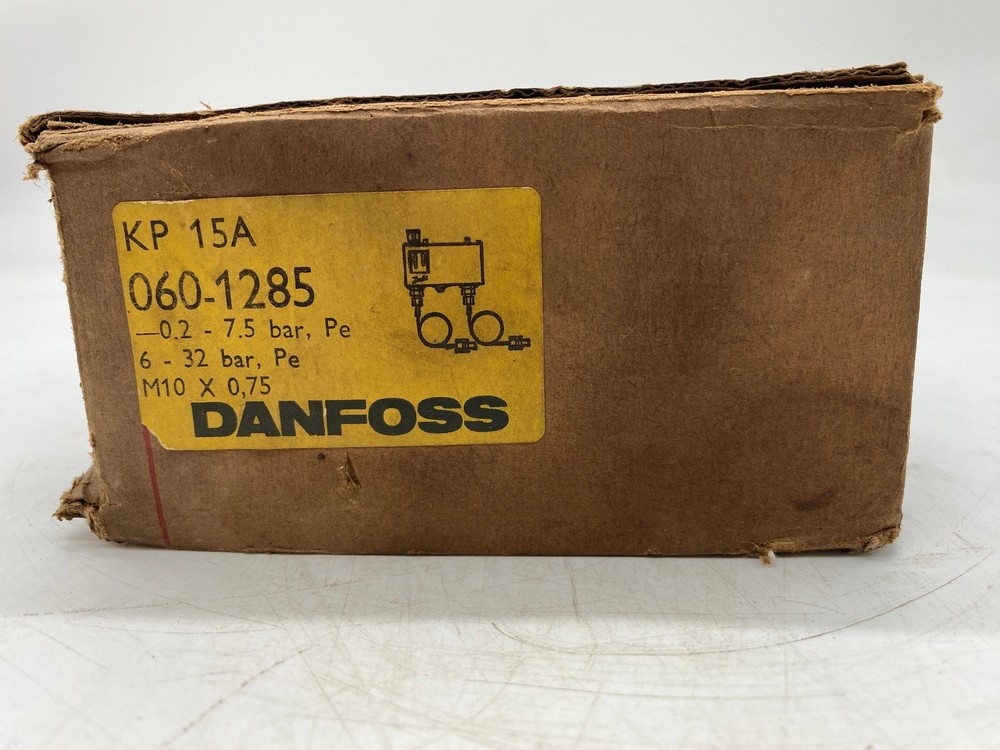 KP 15A
060-1285
—0.2 - 7.5 bar, Pe
6 - 32 bar, Pe
M10 X 0,75
DANFOSS